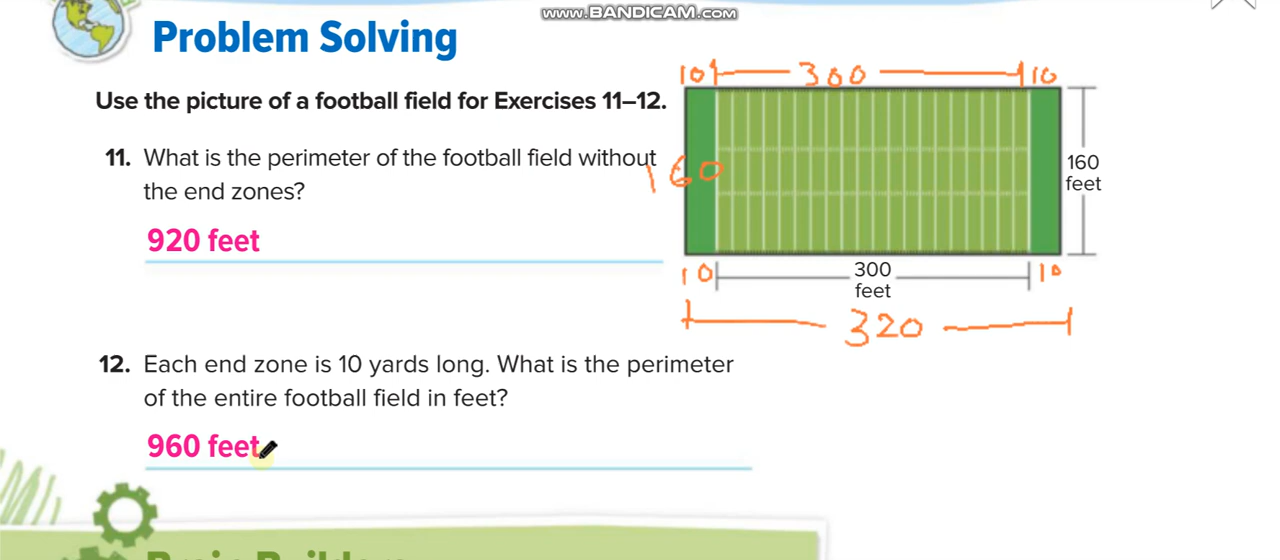 www.BANDICAM.com
Problem Solving
10 300 10
Use the picture of a football field for Exercises 11–12.
11. What is the perimeter of the football field without
the end zones?
160
160
feet
920 feet
10 300 10
feet
320
12. Each end zone is 10 yards long. What is the perimeter
of the entire football field in feet?
960 feet